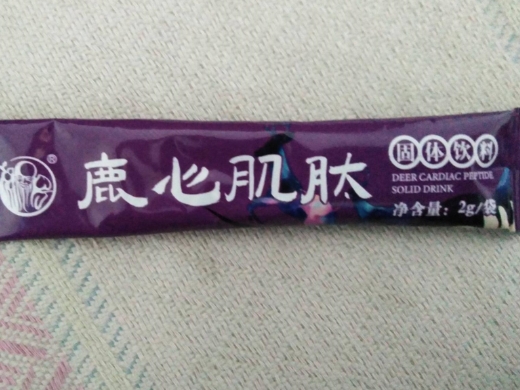 鹿心肌肽
固体饮料
DEER CARDIAC PEPTIDE
SOLID DRINK
净含量：2g/袋
®